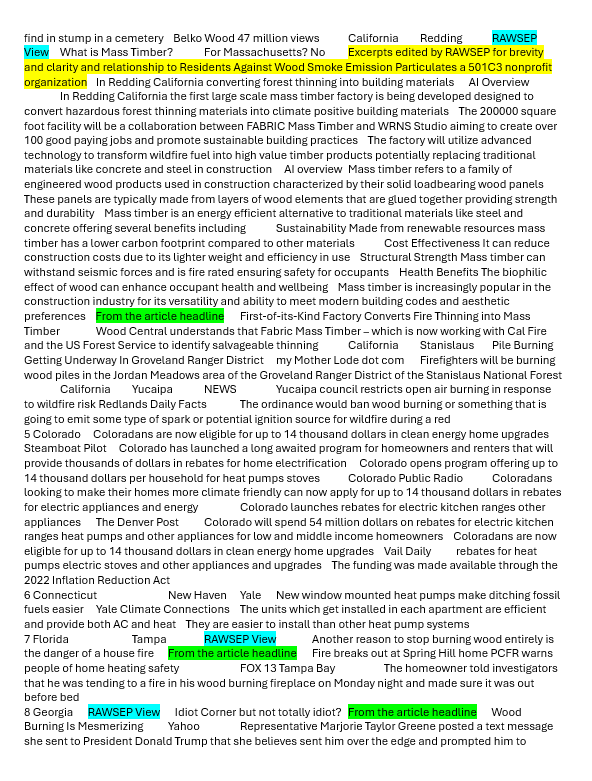 find in stump in a cemetery Belko Wood 47 million views California Redding RAWSEP
View What is Mass Timber? For Massachusetts? No Excerpts edited by RAWSEP for brevity
and clarity and relationship to Residents Against Wood Smoke Emission Particulates a 501C3 nonprofit
organization In Redding California converting forest thinning into building materials AI Overview
In Redding California the first large scale mass timber factory is being developed designed to
convert hazardous forest thinning materials into climate positive building materials The 200000 square
foot facility will be a collaboration between FABRIC Mass Timber and WRNS Studio aiming to create over
100 good paying jobs and promote sustainable building practices The factory will utilize advanced
technology to transform wildfire fuel into high value timber products potentially replacing traditional
materials like concrete and steel in construction AI overview Mass timber refers to a family of
engineered wood products used in construction characterized by their solid loadbearing wood panels
These panels are typically made from layers of wood elements that are glued together providing strength
and durability Mass timber is an energy efficient alternative to traditional materials like steel and
concrete offering several benefits including Sustainability Made from renewable resources mass
timber has a lower carbon footprint compared to other materials Cost Effectiveness It can reduce
construction costs due to its lighter weight and efficiency in use Structural Strength Mass timber can
withstand seismic forces and is fire rated ensuring safety for occupants Health Benefits The biophilic
effect of wood can enhance occupant health and wellbeing Mass timber is increasingly popular in the
construction industry for its versatility and ability to meet modern building codes and aesthetic
preferences From the article headline First-of-its-Kind Factory Converts Fire Thinning into Mass
Timber Wood Central understands that Fabric Mass Timber – which is now working with Cal Fire
and the US Forest Service to identify salvageable thinning California Stanislaus Pile Burning
Getting Underway In Groveland Ranger District my Mother Lode dot com Firefighters will be burning
wood piles in the Jordan Meadows area of the Groveland Ranger District of the Stanislaus National Forest
California Yucaipa NEWS Yucaipa council restricts open air burning in response
to wildfire risk Redlands Daily Facts The ordinance would ban wood burning or something that is
going to emit some type of spark or potential ignition source for wildfire during a red
5 Colorado Coloradans are now eligible for up to 14 thousand dollars in clean energy home upgrades
Steamboat Pilot Colorado has launched a long awaited program for homeowners and renters that will
provide thousands of dollars in rebates for home electrification Colorado opens program offering up to
14 thousand dollars per household for heat pumps stoves Colorado Public Radio Coloradans
looking to make their homes more climate friendly can now apply for up to 14 thousand dollars in rebates
for electric appliances and energy Colorado launches rebates for electric kitchen ranges other
appliances The Denver Post Colorado will spend 54 million dollars on rebates for electric kitchen
ranges heat pumps and other appliances for low and middle income homeowners Coloradans are now
eligible for up to 14 thousand dollars in clean energy home upgrades Vail Daily rebates for heat
pumps electric stoves and other appliances and upgrades The funding was made available through the
2022 Inflation Reduction Act
6 Connecticut New Haven Yale New window mounted heat pumps make ditching fossil
fuels easier Yale Climate Connections The units which get installed in each apartment are efficient
and provide both AC and heat They are easier to install than other heat pump systems
7 Florida Tampa RAWSEP View Another reason to stop burning wood entirely is
the danger of a house fire From the article headline Fire breaks out at Spring Hill home PCFR warns
people of home heating safety FOX 13 Tampa Bay The homeowner told investigators
that he was tending to a fire in his wood burning fireplace on Monday night and made sure it was out
before bed
8 Georgia RAWSEP View Idiot Corner but not totally idiot? From the article headline Wood
Burning Is Mesmerizing Yahoo Representative Marjorie Taylor Greene posted a text message
she sent to President Donald Trump that she believes sent him over the edge and prompted him to